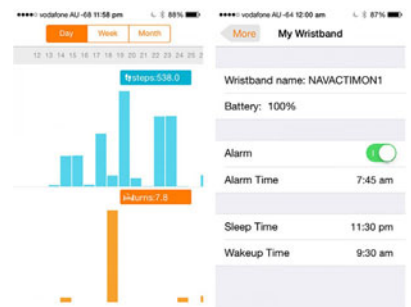 vodafone AU -68 11:58 pm 88%
Day Week Month
12 13 14 15 16 17 18 19 20 21 22 23 24 25 2
steps:538.0
turns:7.8
vodafone AU -64 12:00 am 87%
More My Wristband
Wristband name: NAVACTIMON1
Battery: 100%
Alarm
Alarm Time 7:45 am
Sleep Time 11:30 pm
Wakeup Time 9:30 am